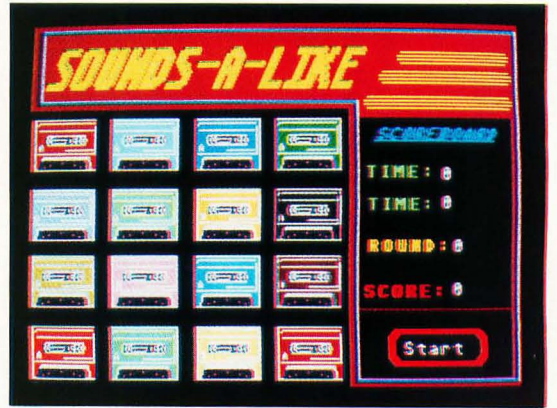 SOUNDS-A-LIKE
SCOREBOARD
TIME: 0
TIME: 0
ROUND: 0
SCORE: 0
Start